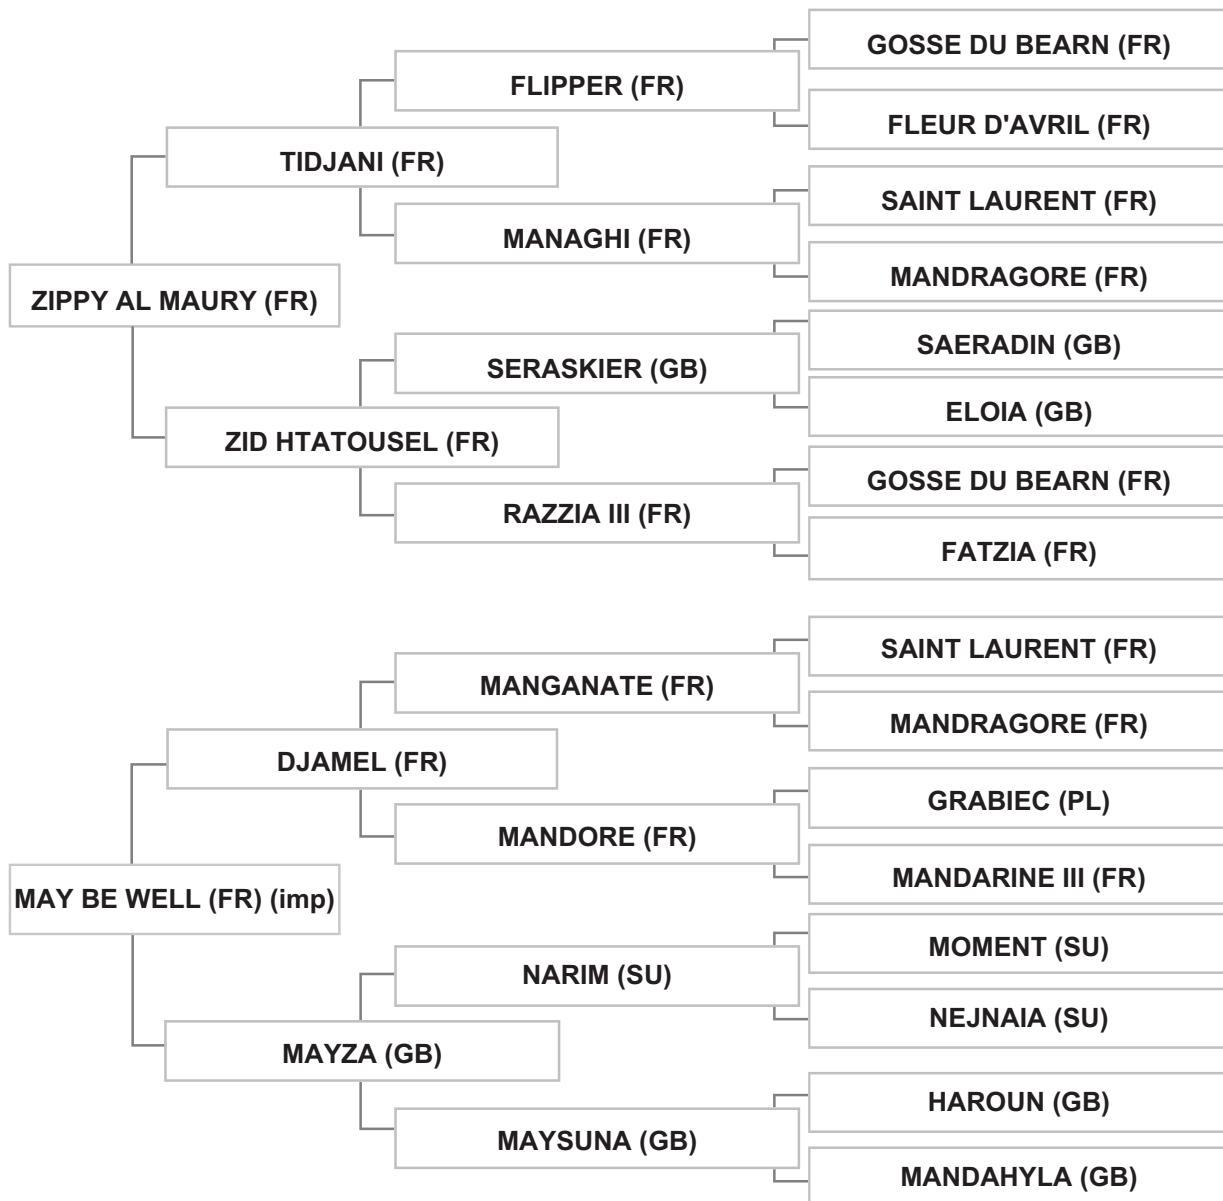 GOSSE DU BEARN (FR)
FLIPPER (FR)
FLEUR D'AVRIL (FR)
TIDJANI (FR)
SAINT LAURENT (FR)
MANAGHI (FR)
MANDRAGORE (FR)
ZIPPY AL MAURY (FR)
SAERADIN (GB)
SERASKIER (GB)
ELOIA (GB)
ZID HTATOUSEL (FR)
GOSSE DU BEARN (FR)
RAZZIA III (FR)
FATZIA (FR)
SAINT LAURENT (FR)
MANGANATE (FR)
MANDRAGORE (FR)
DJAMEL (FR)
GRABIEC (PL)
MANDORE (FR)
MANDARINE III (FR)
MAY BE WELL (FR) (imp)
MOMENT (SU)
NARIM (SU)
NEJNAIA (SU)
MAYZA (GB)
HAROUN (GB)
MAYSUNA (GB)
MANDAHYLA (GB)